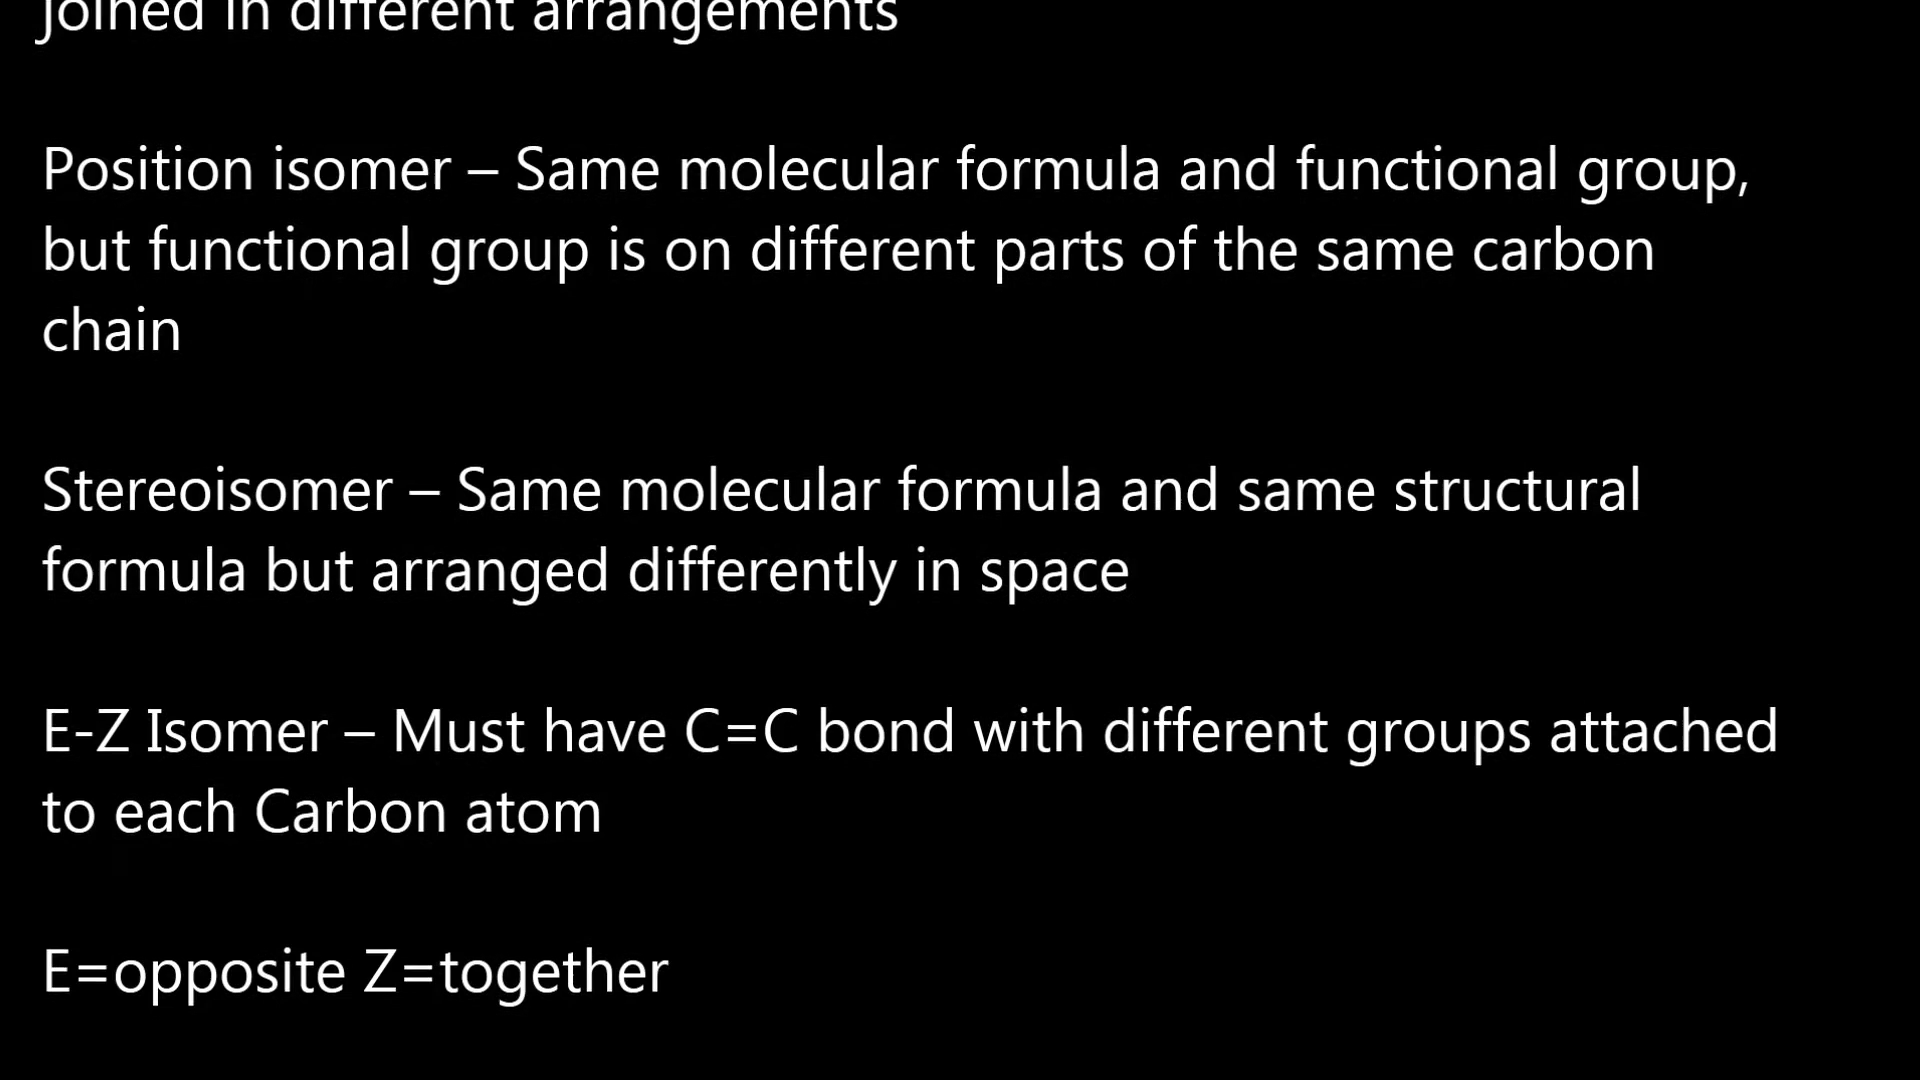 Joined in different arrangements
Position isomer – Same molecular formula and functional group,
but functional group is on different parts of the same carbon
chain
Stereoisomer – Same molecular formula and same structural
formula but arranged differently in space
E-Z Isomer – Must have C=C bond with different groups attached
to each Carbon atom
E=opposite Z=together